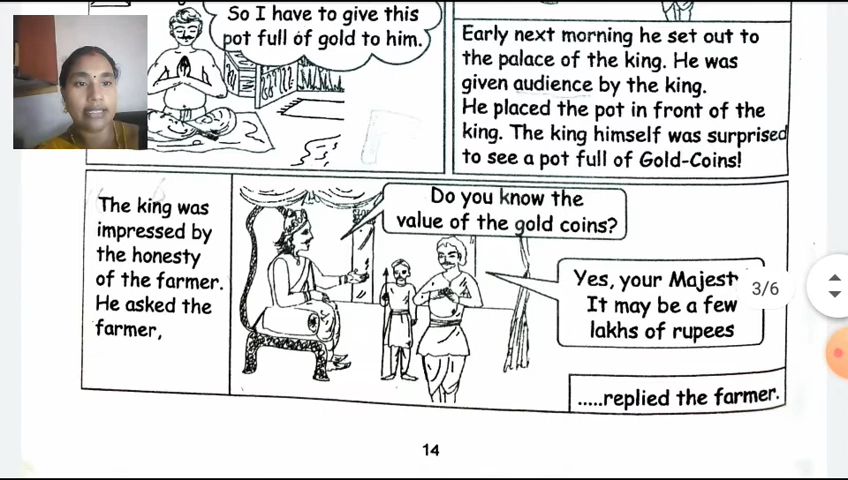 So I have to give this
pot full of gold to him.
Early next morning he set out to
the palace of the king. He was
given audience by the king.
He placed the pot in front of the
king. The king himself was surprised
to see a pot full of Gold-Coins!
The king was
impressed by
the honesty
of the farmer.
He asked the
farmer,
Do you know the
value of the gold coins?
Yes, your Majest
It may be a few
lakhs of rupees
3/6
.....replied the farmer.
14